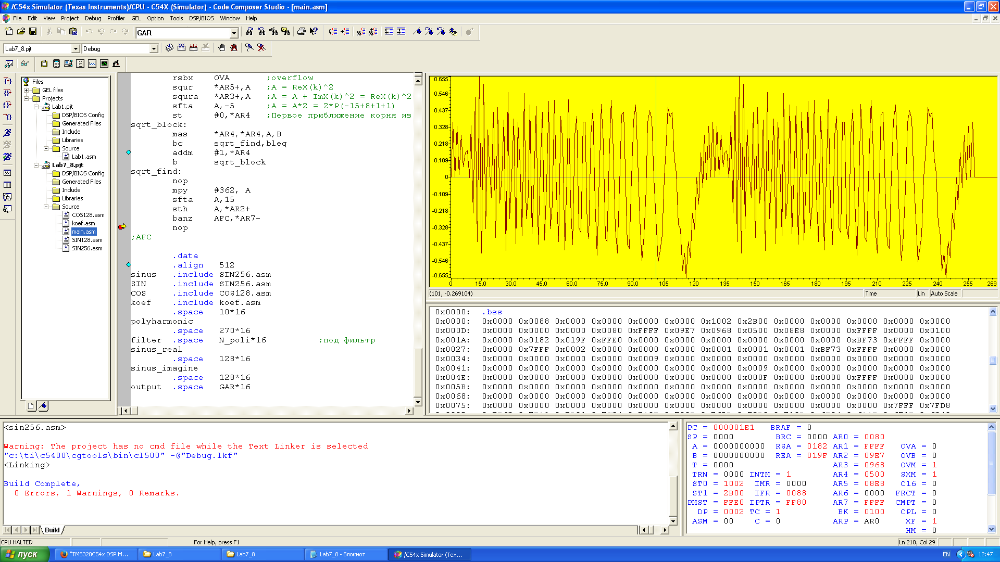 /C54x Simulator (Texas Instruments)/CPU - C54X (Simulator) - Code Composer Studio - [main.asm]
File Edit View Project Debug Profiler GEL Option Tools DSP/BIOS Window Help
GAR
Lab7_8.pjt Debug
Files
GEL files
Projects
Lab1.pjt
DSP/BIOS Config
Generated Files
Include
Libraries
Source
Lab1.asm
Lab7_8.pjt
DSP/BIOS Config
Generated Files
Include
Libraries
Source
COS128.asm
koef.asm
main.asm
SIN128.asm
SIN256.asm
rsbx OVA ;overflow
squr *AR5+,A ;A = ReX(k)^2
squra *AR3+,A ;A = A + ImX(k)^2 = ReX(k)^2
sfta A,-5 ;A = A*2 = 2*P(-15+8+1+1)
st #0,*AR4 ;Первое приближение корня из
sqrt_block:
mas *AR4,*AR4,A,B
bc sqrt_find,bleq
addm #1,*AR4
b sqrt_block
sqrt_find:
nop
mpy #362, A
sfta A,15
sth A,*AR2+
banz AFC,*AR7-
nop
;AFC
.data
.align 512
sinus .include SIN256.asm
SIN .include SIN256.asm
COS .include COS128.asm
koef .include koef.asm
.space 10*16
polyharmonic
.space 270*16
filter .space N_poli*16 ;под фильтр
sinus_real
.space 128*16
sinus_imagine
.space 128*16
output .space GAR*16
0.655
0.546
0.437
0.328
0.218
0.109
0
-0.109
-0.218
-0.328
-0.437
-0.546
-0.655
0 15.0 30.0 45.0 60.0 75.0 90.0 105 120 135 150 165 180 195 210 225 240 255 269
(101, -0.269104) Time Lin Auto Scale
0x0000: .bss
0x0000: 0x0000 0x0088 0x0000 0x0000 0x0000 0x0000 0x1002 0x2B00 0x0000 0x0000 0x0000 0x0000 0x0000
0x000D: 0x0000 0x0000 0x0000 0x0080 0xFFFF 0x09E7 0x0968 0x0500 0x08E8 0x0000 0xFFFF 0x0000 0x0100
0x001A: 0x0000 0x0182 0x019F 0xFFE0 0x0000 0x0000 0x0000 0x0000 0x0000 0x0000 0xBF73 0xFFFF 0x0000
0x0027: 0x0000 0x7FFF 0x0002 0x0000 0x0000 0x0000 0x0001 0x0001 0x0001 0xBF73 0xFFFF 0x0000 0x0000
0x0034: 0x0000 0x0000 0x0000 0x0000 0x0009 0x0000 0x0000 0x0000 0x0000 0x0000 0x0000 0x0000 0x0000
0x0041: 0x0000 0x0000 0x0000 0x0000 0x0000 0x0000 0x0000 0x0009 0x0000 0x0000 0x0000 0x0000 0x0000
0x004E: 0x0000 0x0000 0x0000 0x0000 0x0000 0x0000 0x0000 0x000F 0x0000 0x0000 0xFFFF 0x0000 0x0000
0x005B: 0x0000 0x0000 0x0000 0x0000 0x0000 0x0000 0x0000 0x0000 0x0000 0x0000 0x0000 0x0000 0x0000
0x0068: 0x0000 0x0000 0x0000 0x0000 0x0000 0x0000 0x0000 0x0000 0x0000 0x0000 0x0000 0x0000 0x0000
0x0075: 0x0000 0x0000 0x0000 0x0000 0x0000 0x0000 0x0000 0x0000 0x0000 0x0000 0x0000 0x7FFF 0x7FD8
<sin256.asm>
Warning: The project has no cmd file while the Text Linker is selected
"c:\ti\c5400\cgtools\bin\cl500" -@"Debug.lkf"
<Linking>
Build Complete,
0 Errors, 1 Warnings, 0 Remarks.
Build
PC = 000001E1 BRAF = 0
SP = 0000 BRC = 0000 AR0 = 0080
A = 0000000000 RSA = 0182 AR1 = FFFF OVA = 0
B = 0000000000 REA = 019F AR2 = 09E7 OVB = 0
T = 0000 AR3 = 0968 OVM = 1
TRN = 0000 INTM = 1 AR4 = 0500 SXM = 1
ST0 = 1002 IMR = 0000 AR5 = 08E8 C16 = 0
ST1 = 2B00 IFR = 0088 AR6 = 0000 FRCT = 0
PMST = FFE0 IPTR = FF80 AR7 = FFFF CMPT = 0
DP = 0002 TC = 1 BK = 0100 CPL = 0
ASM = 00 C = 0 ARP = AR0 XF = 1
HM = 0
CPU HALTED For Help, press F1 Ln 210, Col 29
пуск "TMS320C54x DSP M... Lab7_8 Lab7_8 Lab7_8 - Блокнот /C54x Simulator (Tex... EN 12:47